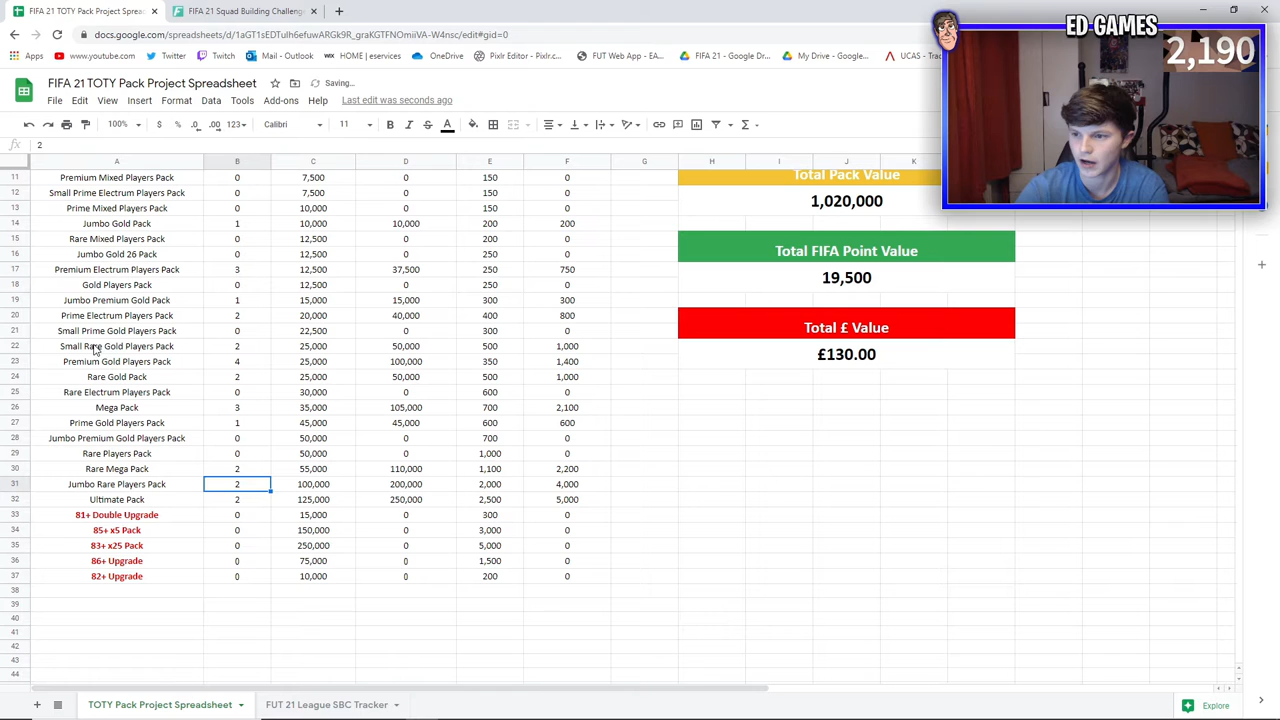 FIFA 21 TOTY Pack Project Spread
FIFA 21 Squad Building Challeng
ED GAMES
2,190
Apps
www.youtube.com
Twitter
Twitch
Mail - Outlook
HOME | eservices
OneDrive
Pixlr Editor - Pixlr.c...
FUT Web App - EA...
FIFA 21 - Google Dr...
My Drive - Google...
UCAS - Trac
FIFA 21 TOTY Pack Project Spreadsheet
Saving...
File Edit View Insert Format Data Tools Add-ons Help Last edit was seconds ago
100% $ % .0 .00 123 Calibri 11 B I S A
fx 2
A B C D E F G H I J K
11 Premium Mixed Players Pack 0 7,500 0 150 0
12 Small Prime Electrum Players Pack 0 7,500 0 150 0
13 Prime Mixed Players Pack 0 10,000 0 150 0
14 Jumbo Gold Pack 1 10,000 10,000 200 200
15 Rare Mixed Players Pack 0 12,500 0 200 0
16 Jumbo Gold 26 Pack 0 12,500 0 250 0
17 Premium Electrum Players Pack 3 12,500 37,500 250 750
18 Gold Players Pack 0 12,500 0 250 0
19 Jumbo Premium Gold Pack 1 15,000 15,000 300 300
20 Prime Electrum Players Pack 2 20,000 40,000 400 800
21 Small Prime Gold Players Pack 0 22,500 0 300 0
22 Small Rare Gold Players Pack 2 25,000 50,000 500 1,000
23 Premium Gold Players Pack 4 25,000 100,000 350 1,400
24 Rare Gold Pack 2 25,000 50,000 500 1,000
25 Rare Electrum Players Pack 0 30,000 0 600 0
26 Mega Pack 3 35,000 105,000 700 2,100
27 Prime Gold Players Pack 1 45,000 45,000 600 600
28 Jumbo Premium Gold Players Pack 0 50,000 0 700 0
29 Rare Players Pack 0 50,000 0 1,000 0
30 Rare Mega Pack 2 55,000 110,000 1,100 2,200
31 Jumbo Rare Players Pack 2 100,000 200,000 2,000 4,000
32 Ultimate Pack 2 125,000 250,000 2,500 5,000
33 81+ Double Upgrade 0 15,000 0 300 0
34 85+ x5 Pack 0 150,000 0 3,000 0
35 83+ x25 Pack 0 250,000 0 5,000 0
36 86+ Upgrade 0 75,000 0 1,500 0
37 82+ Upgrade 0 10,000 0 200 0
38
39
40
41
42
43
44
Total Pack Value
1,020,000
Total FIFA Point Value
19,500
Total £ Value
£130.00
TOTY Pack Project Spreadsheet
FUT 21 League SBC Tracker
Explore